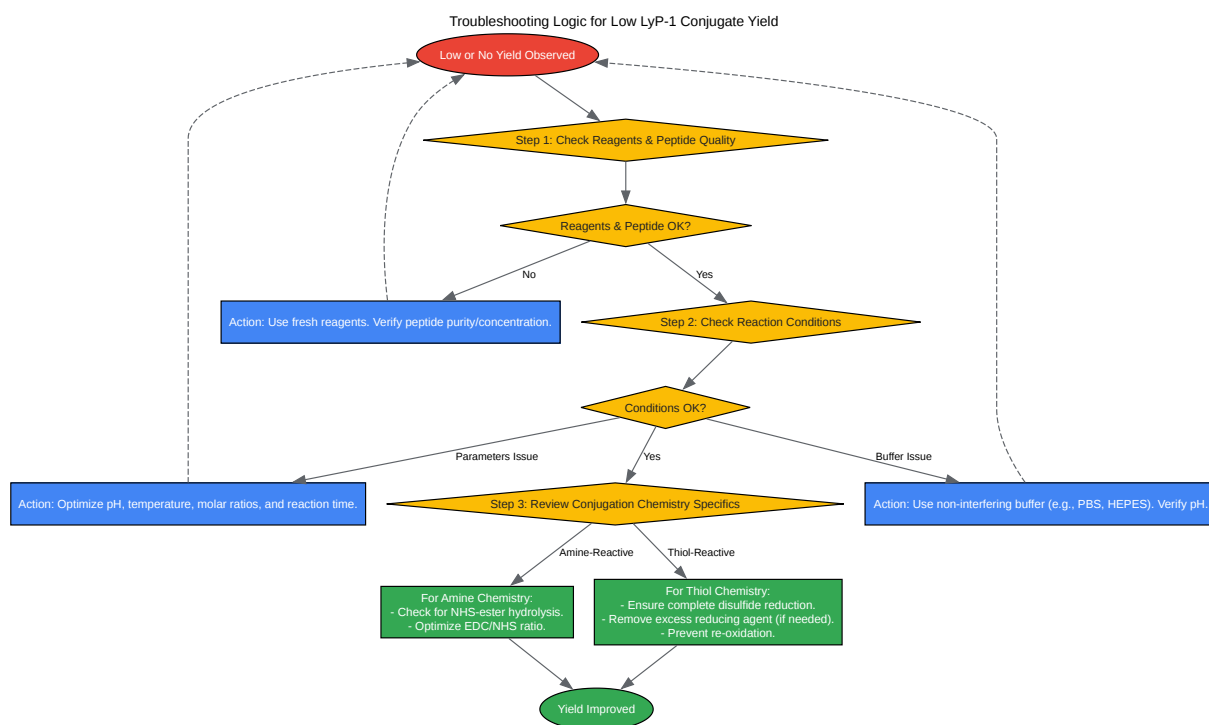 Troubleshooting Logic for Low LyP-1 Conjugate Yield
Low or No Yield Observed
Step 1: Check Reagents & Peptide Quality
Reagents & Peptide OK?
No
Yes
Action: Use fresh reagents. Verify peptide purity/concentration.
Step 2: Check Reaction Conditions
Conditions OK?
Parameters Issue
Yes
Buffer Issue
Action: Optimize pH, temperature, molar ratios, and reaction time.
Step 3: Review Conjugation Chemistry Specifics
Action: Use non-interfering buffer (e.g., PBS, HEPES). Verify pH.
Amine-Reactive
Thiol-Reactive
For Amine Chemistry:
- Check for NHS-ester hydrolysis.
- Optimize EDC/NHS ratio.
For Thiol Chemistry:
- Ensure complete disulfide reduction.
- Remove excess reducing agent (if needed).
- Prevent re-oxidation.
Yield Improved